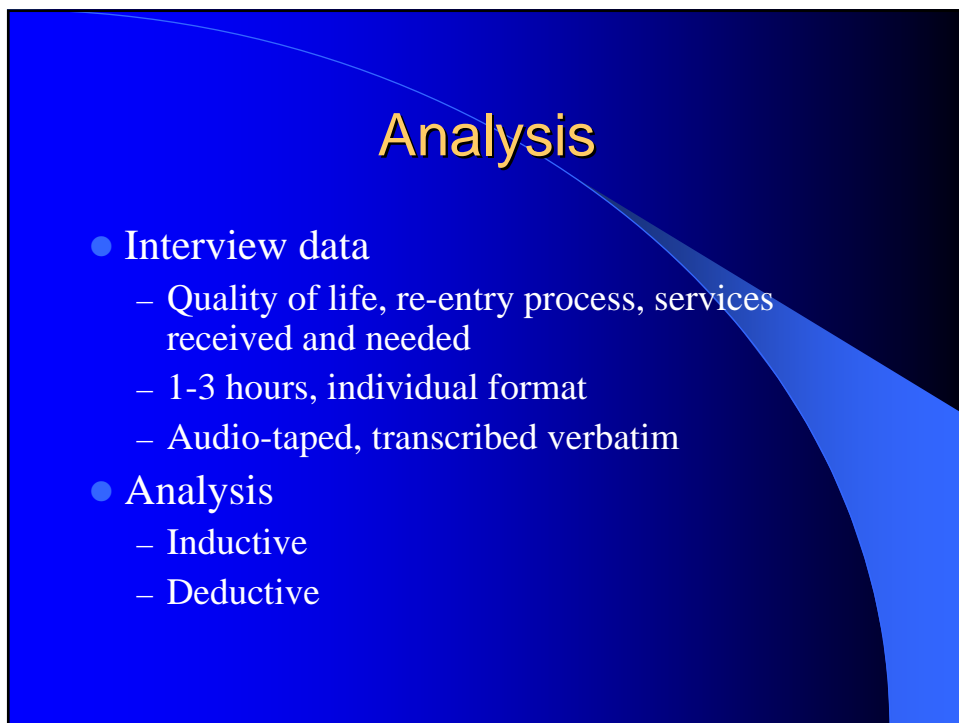 Analysis
Interview data
– Quality of life, re-entry process, services
received and needed
– 1-3 hours, individual format
– Audio-taped, transcribed verbatim
Analysis
– Inductive
– Deductive